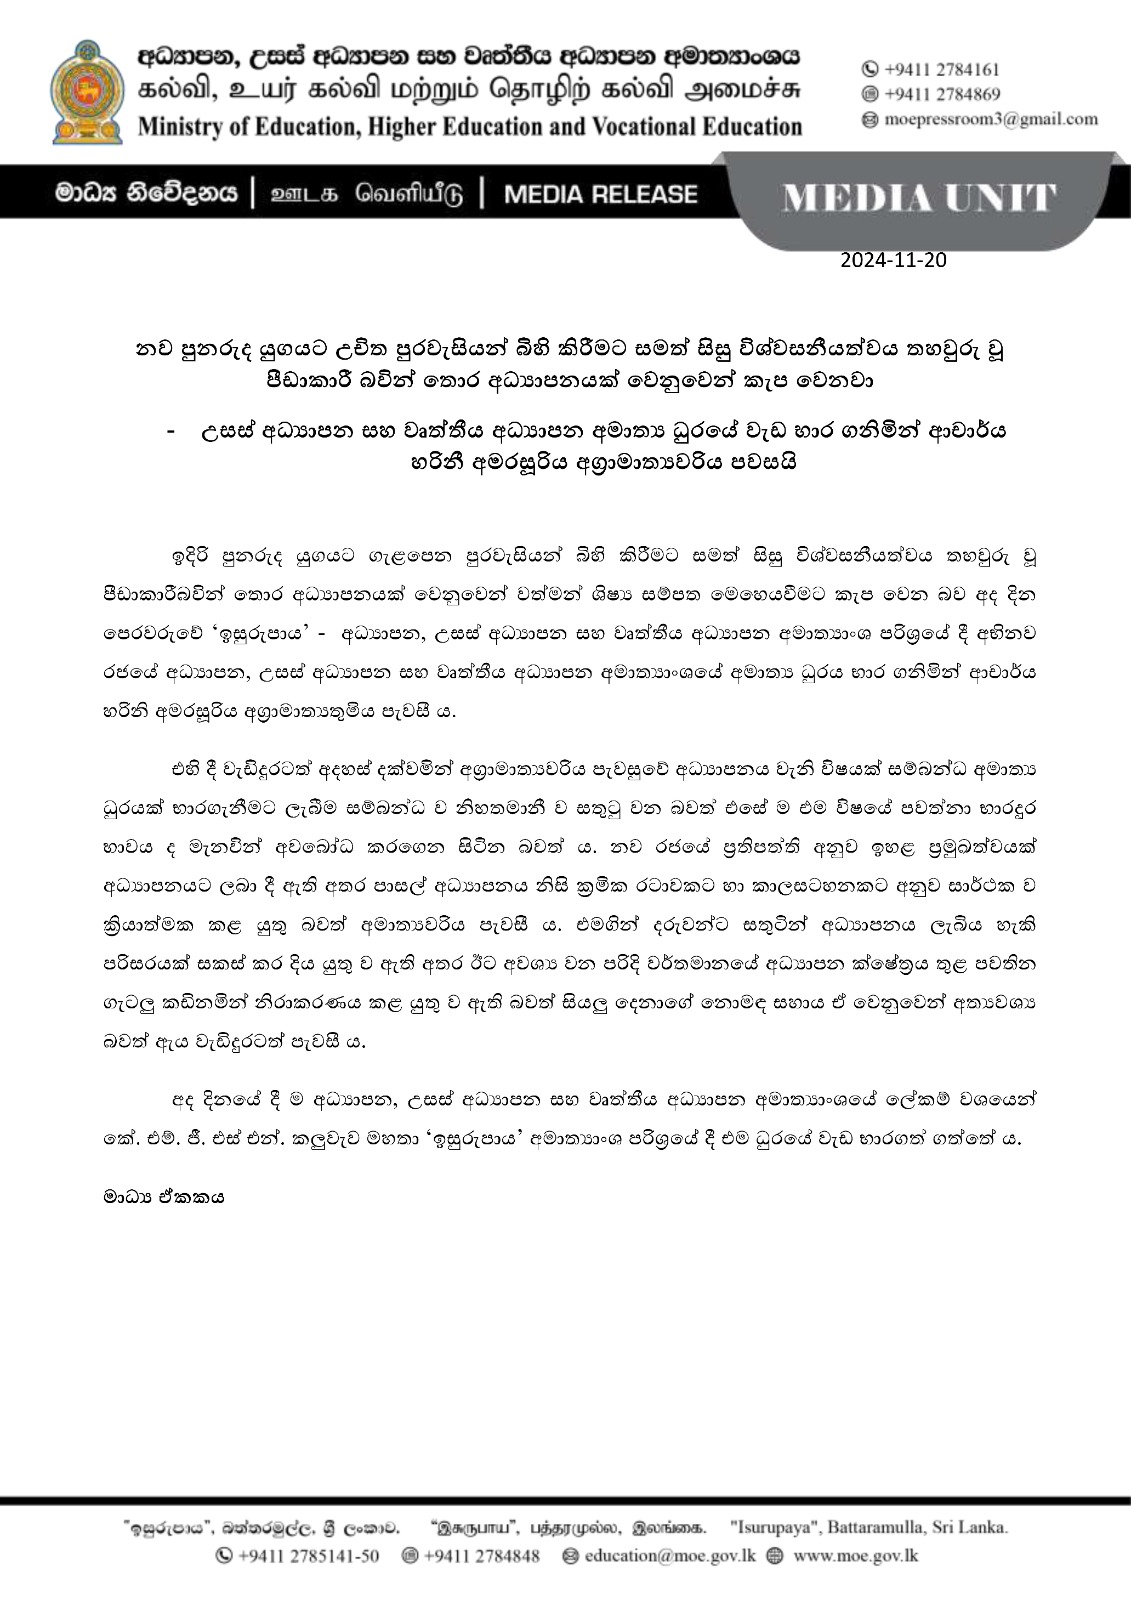 අධ්‍යාපන, උසස් අධ්‍යාපන සහ වෘත්තීය අධ්‍යාපන අමාත්‍යාංශය
கல்வி, உயர் கல்வி மற்றும் தொழிற் கல்வி அமைச்சு
Ministry of Education, Higher Education and Vocational Education
+9411 2784161
+9411 2784869
moepressroom3@gmail.com
මාධ්‍ය නිවේදනය | ஊடக வெளியீடு | MEDIA RELEASE
MEDIA UNIT
2024-11-20
නව පුනරුද යුගයට උචිත පුරවැසියන් බිහි කිරීමට සමත් සිසු විශ්වසනීයත්වය තහවුරු වූ
පීඩාකාරී බවින් තොර අධ්‍යාපනයක් වෙනුවෙන් කැප වෙනවා
- උසස් අධ්‍යාපන සහ වෘත්තීය අධ්‍යාපන අමාත්‍ය ධුරයේ වැඩ භාර ගනිමින් ආචාර්ය
හරිනී අමරසූරිය අග්‍රාමාත්‍යවරිය පවසයි
ඉදිරි පුනරුද යුගයට ගැළපෙන පුරවැසියන් බිහි කිරීමට සමත් සිසු විශ්වසනීයත්වය තහවුරු වූ
පීඩාකාරීබවින් තොර අධ්‍යාපනයක් වෙනුවෙන් වත්මන් ශිෂ්‍ය සම්පත මෙහෙයවීමට කැප වෙන බව අද දින
පෙරවරුවේ ‘ඉසුරුපාය’ - අධ්‍යාපන, උසස් අධ්‍යාපන සහ වෘත්තීය අධ්‍යාපන අමාත්‍යාංශ පරිශ්‍රයේ දී අභිනව
රජයේ අධ්‍යාපන, උසස් අධ්‍යාපන සහ වෘත්තීය අධ්‍යාපන අමාත්‍යාංශයේ අමාත්‍ය ධුරය භාර ගනිමින් ආචාර්ය
හරිනි අමරසූරිය අග්‍රාමාත්‍යතුමිය පැවසී ය.
එහි දී වැඩිදුරටත් අදහස් දක්වමින් අග්‍රාමාත්‍යවරිය පැවසුවේ අධ්‍යාපනය වැනි විෂයක් සම්බන්ධ අමාත්‍ය
ධුරයක් භාරගැනීමට ලැබීම සම්බන්ධ ව නිහතමානී ව සතුටු වන බවත් එසේ ම එම විෂයේ පවත්නා භාරදුර
භාවය ද මැනවින් අවබෝධ කරගෙන සිටින බවත් ය. නව රජයේ ප්‍රතිපත්ති අනුව ඉහළ ප්‍රමුඛත්වයක්
අධ්‍යාපනයට ලබා දී ඇති අතර පාසල් අධ්‍යාපනය නිසි ක්‍රමික රටාවකට හා කාලසටහනකට අනුව සාර්ථක ව
ක්‍රියාත්මක කළ යුතු බවත් අමාත්‍යවරිය පැවසී ය. එමගින් දරුවන්ට සතුටින් අධ්‍යාපනය ලැබිය හැකි
පරිසරයක් සකස් කර දිය යුතු ව ඇති අතර ඊට අවශ්‍ය වන පරිදි වර්තමානයේ අධ්‍යාපන ක්ෂේත්‍රය තුළ පවතින
ගැටලු කඩිනමින් නිරාකරණය කළ යුතු ව ඇති බවත් සියලු දෙනාගේ නොමඳ සහාය ඒ වෙනුවෙන් අත්‍යවශ්‍ය
බවත් ඇය වැඩිදුරටත් පැවසී ය.
අද දිනයේ දී ම අධ්‍යාපන, උසස් අධ්‍යාපන සහ වෘත්තීය අධ්‍යාපන අමාත්‍යාංශයේ ලේකම් වශයෙන්
කේ. එම්. ජී. එස් එන්. කලුවැව මහතා ‘ඉසුරුපාය’ අමාත්‍යාංශ පරිශ්‍රයේ දී එම ධුරයේ වැඩ භාරගත් ගත්තේ ය.
මාධ්‍ය ඒකකය
"ඉසුරුපාය", බත්තරමුල්ල, ශ්‍රී ලංකාව. "இசுருபாய", பத்தரமுல்ல, இலங்கை. "Isurupaya", Battaramulla, Sri Lanka.
+9411 2785141-50 +9411 2784848 education@moe.gov.lk www.moe.gov.lk